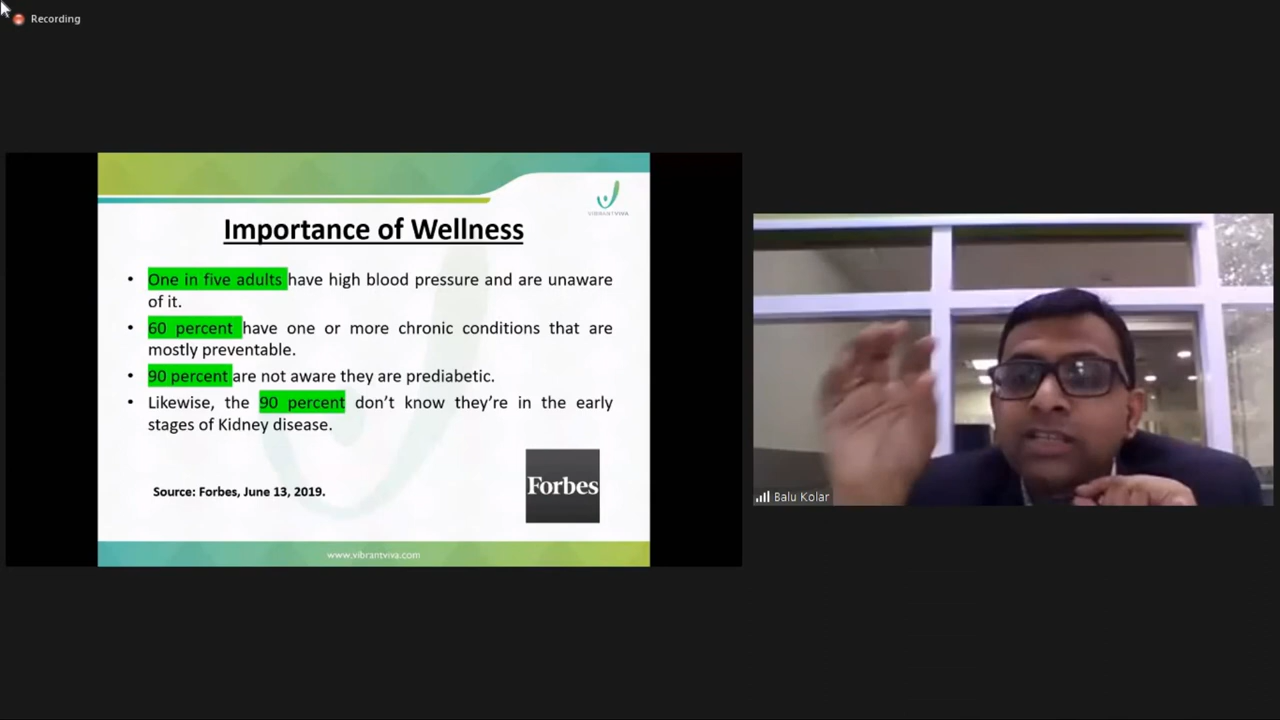 Recording
VIBRANTVIVA
Importance of Wellness
• One in five adults have high blood pressure and are unaware
of it.
• 60 percent have one or more chronic conditions that are
mostly preventable.
• 90 percent are not aware they are prediabetic.
• Likewise, the 90 percent don’t know they’re in the early
stages of Kidney disease.
Source: Forbes, June 13, 2019.
Forbes
www.vibrantviva.com
Balu Kolar